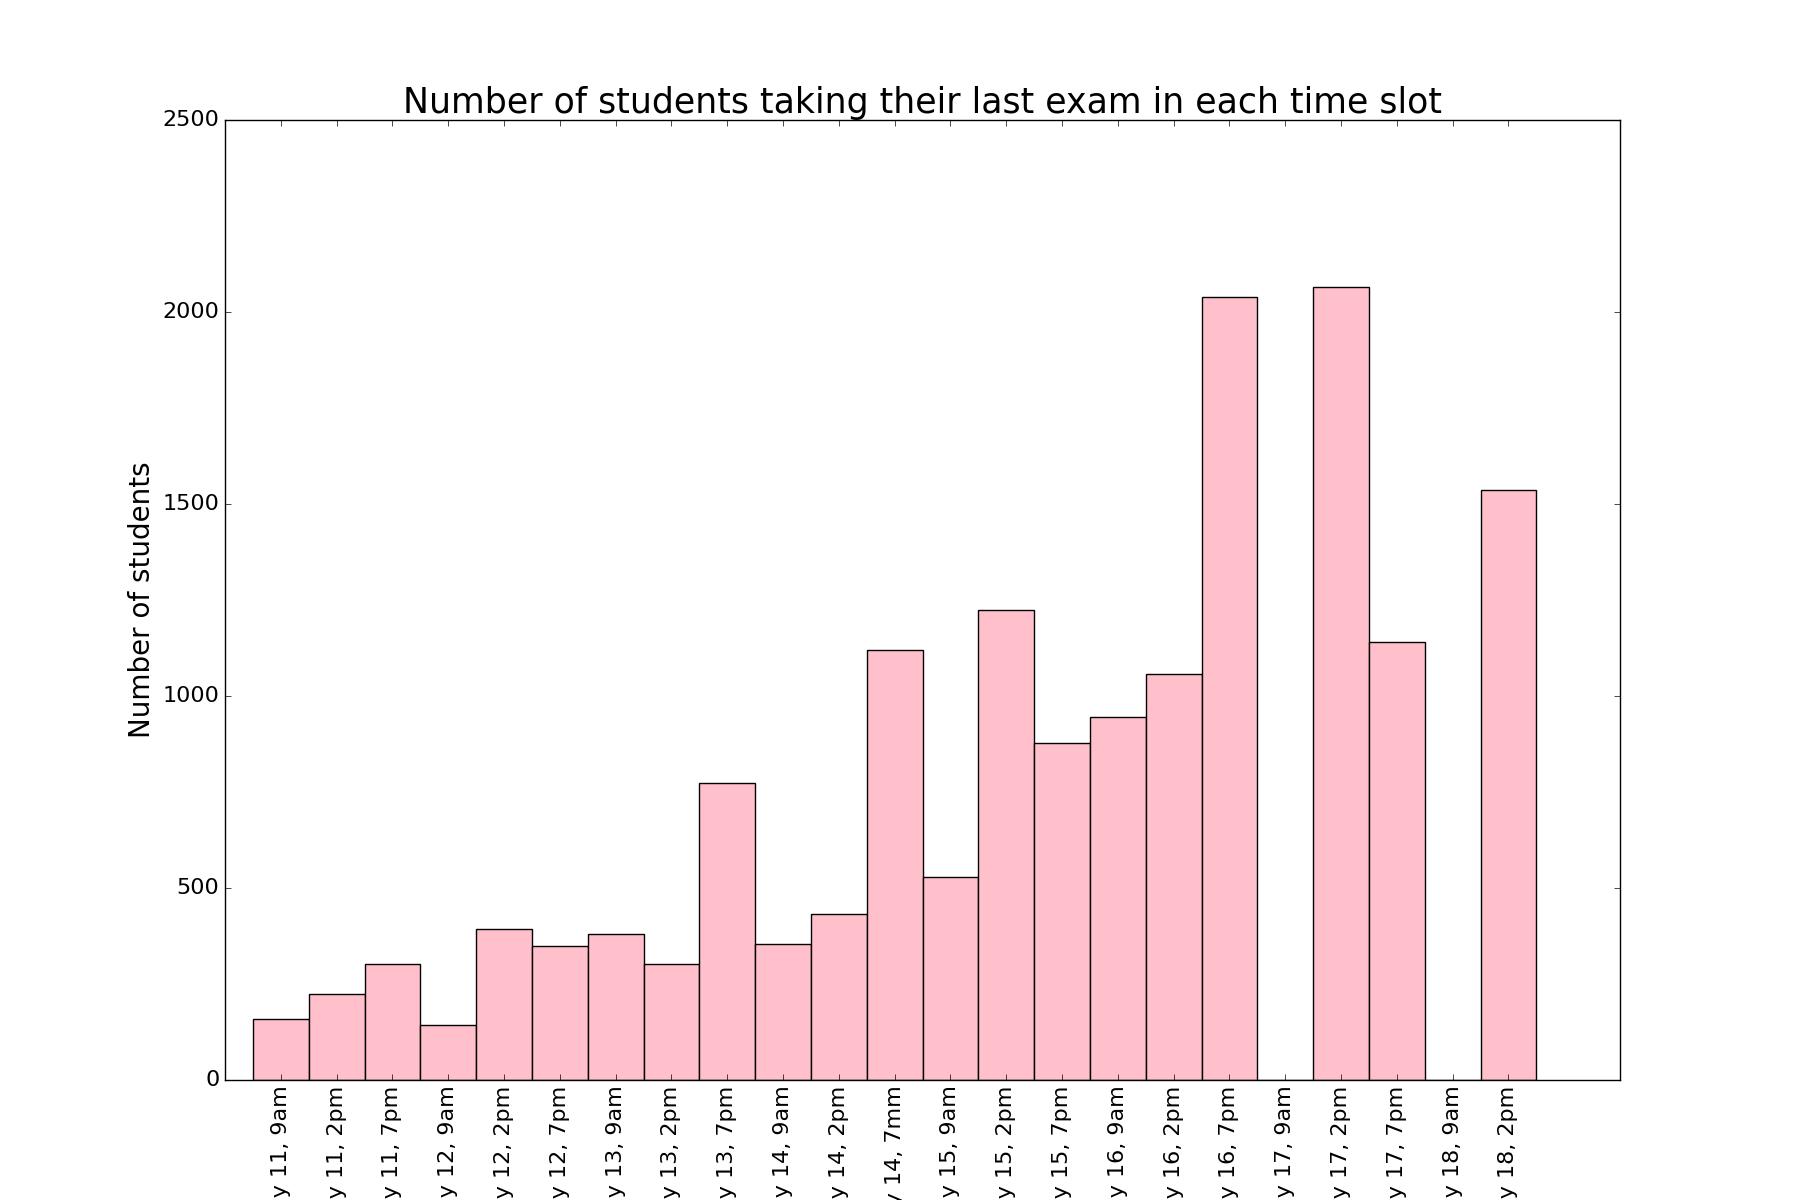 Number of students taking their last exam in each time slot
Number of students
2500
2000
1500
1000
500
0
y 11, 9am
y 11, 2pm
y 11, 7pm
y 12, 9am
y 12, 2pm
y 12, 7pm
y 13, 9am
y 13, 2pm
y 13, 7pm
y 14, 9am
y 14, 2pm
y 14, 7mm
y 15, 9am
y 15, 2pm
y 15, 7pm
y 16, 9am
y 16, 2pm
y 16, 7pm
y 17, 9am
y 17, 2pm
y 17, 7pm
y 18, 9am
y 18, 2pm